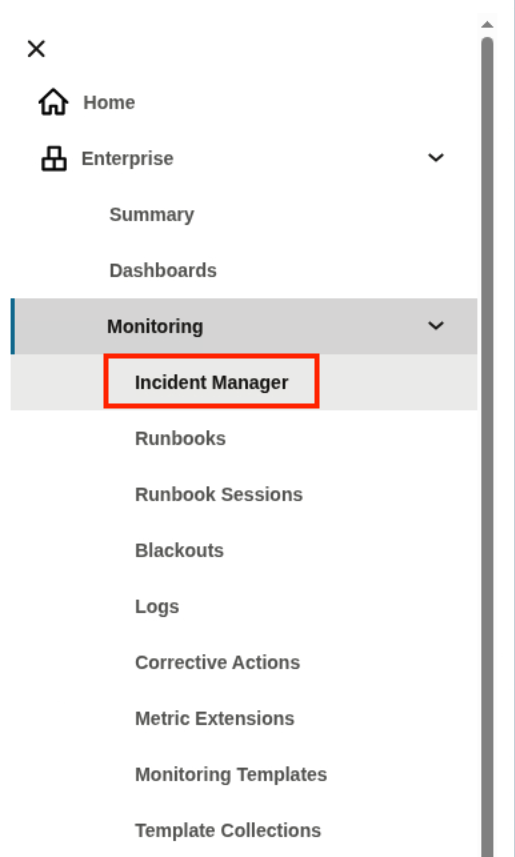 Home
Enterprise
Summary
Dashboards
Monitoring
Incident Manager
Runbooks
Runbook Sessions
Blackouts
Logs
Corrective Actions
Metric Extensions
Monitoring Templates
Template Collections